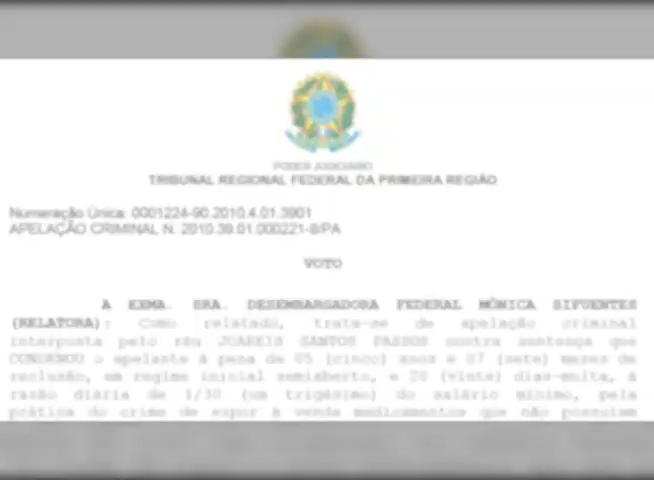 PODER JUDICIÁRIO
TRIBUNAL REGIONAL FEDERAL DA PRIMEIRA REGIÃO
Numeração Única: 0001224-90.2010.4.01.3901
APELAÇÃO CRIMINAL N. 2010.39.01.000221-8/PA
VOTO
A EXMA. SRA. DESEMBARGADORA FEDERAL MÔNICA SIFUENTES
(RELATORA): Como relatado, trata-se de apelação criminal
interposta pelo réu SANTOS PASSOS contra sentença que
CONDENOU o apelante à pena de 05 (cinco) anos e 07 (sete) meses de
reclusão, em regime inicial semiaberto, e 20 (vinte) dias-multa, à
razão diária de 1/30 (um trigésimo) do salário mínimo, pela
prática do crime de expor à venda medicamentos que não possuíam